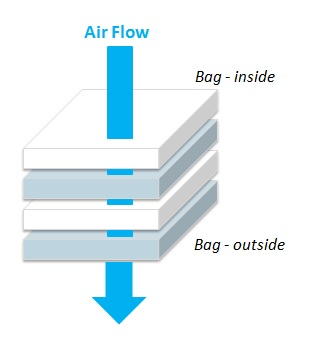 Air Flow
Bag - inside
Bag - outside